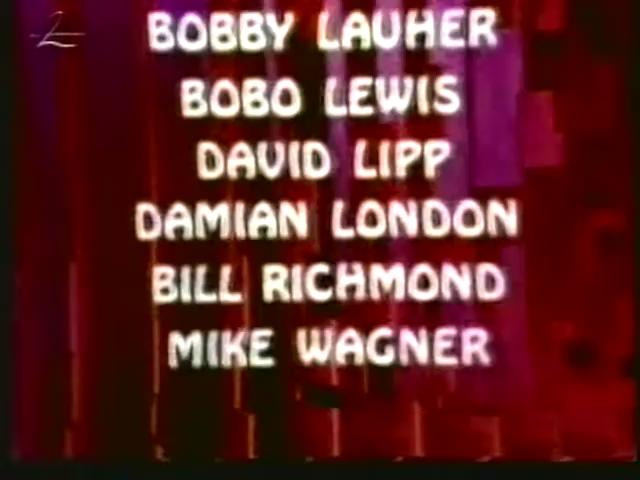 BOBBY LAUHER
BOBO LEWIS
DAVID LIPP
DAMIAN LONDON
BILL RICHMOND
MIKE WAGNER